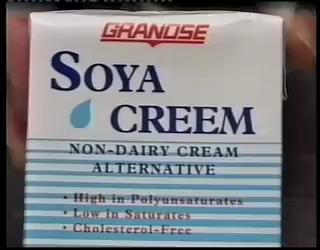 GRANOSE
SOYA
CREEM
NON-DAIRY CREAM
ALTERNATIVE
• High in Polyunsaturates
• Low in Saturates
• Cholesterol-Free